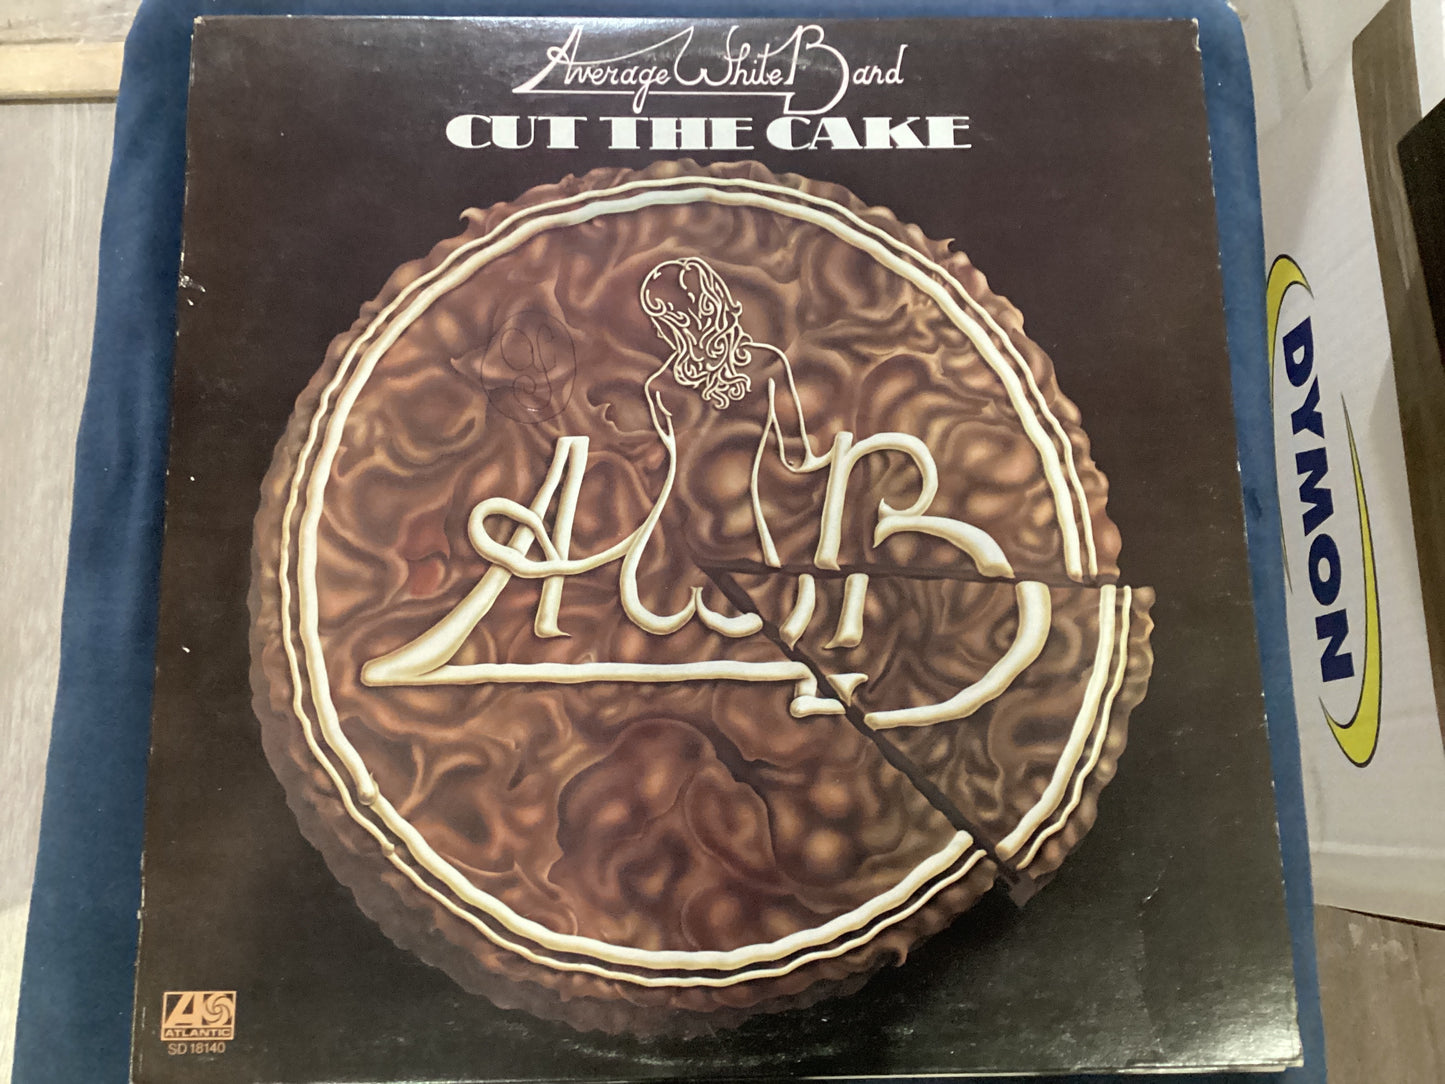 Average White Band
CUT THE CAKE
AWB
ATLANTIC
SD 18140
DYMON